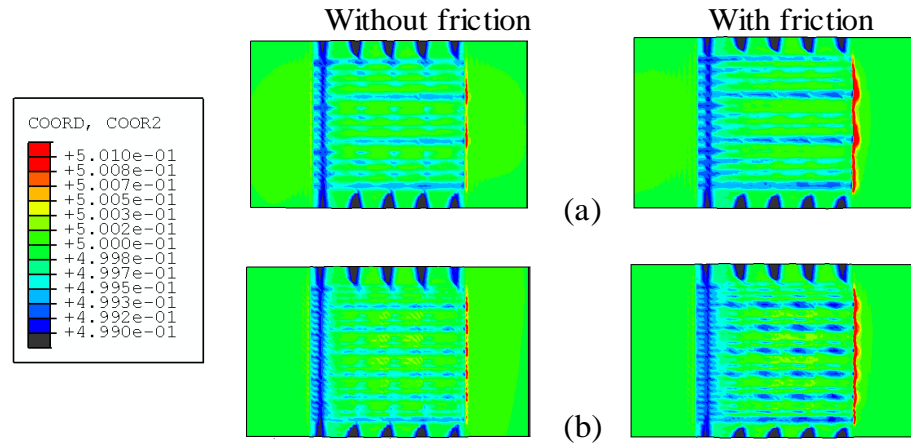 Without friction
With friction
COORD, COOR2
+5.010e-01
+5.008e-01
+5.007e-01
+5.005e-01
+5.003e-01
+5.002e-01
+5.000e-01
+4.998e-01
+4.997e-01
+4.995e-01
+4.993e-01
+4.992e-01
+4.990e-01
(a)
(b)